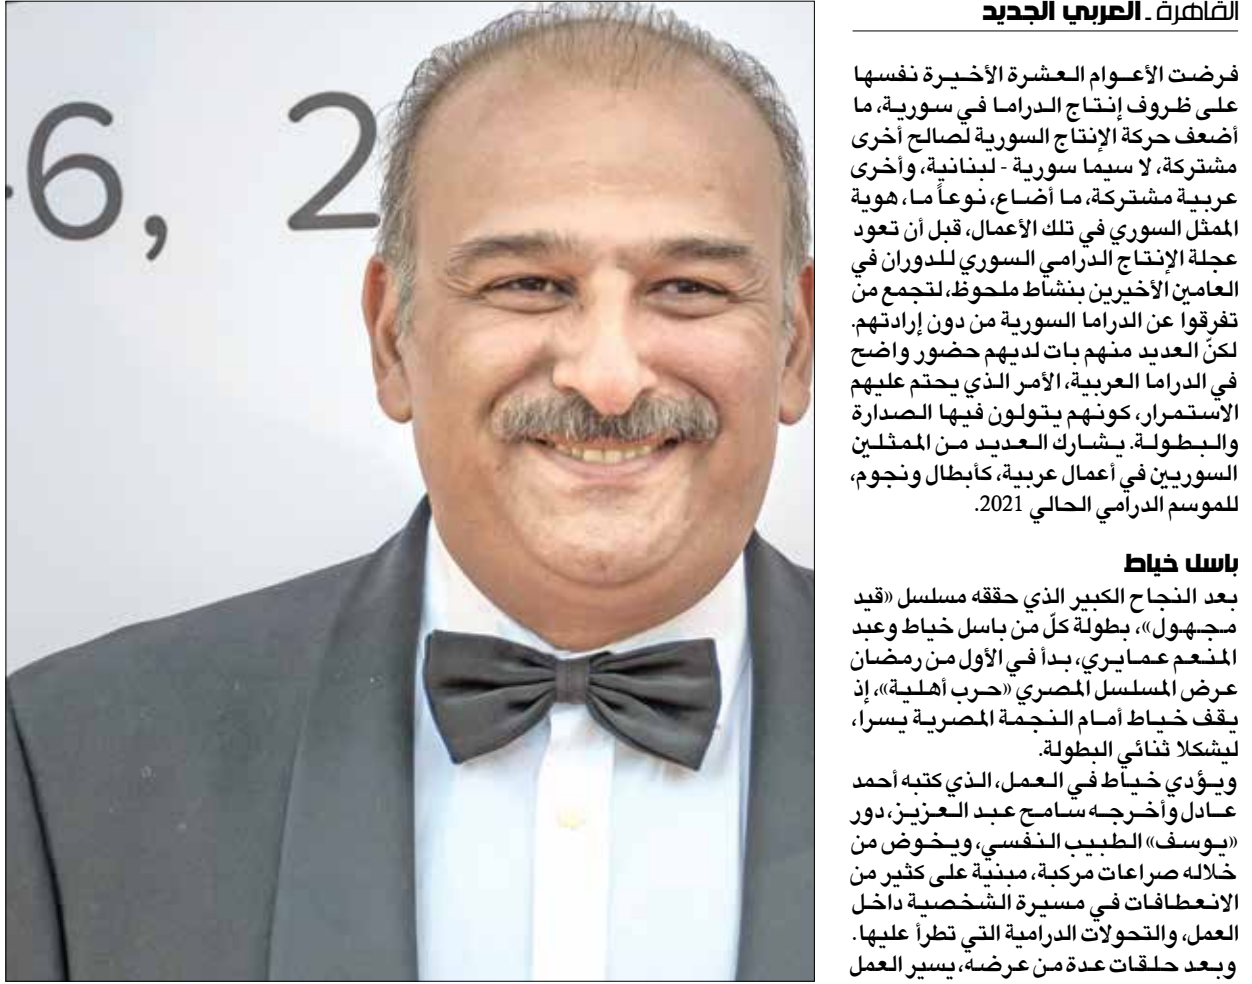 القاهرة ـ العربي الجديد
فرضت الأعوام العشرة الأخيرة نفسها
على ظروف إنتاج الدراما في سورية، ما
أضعف حركة الإنتاج السورية لصالح أخرى
مشتركة، لا سيما سورية - لبنانية، وأخرى
عربية مشتركة، ما أضاع، نوعاً ما، هوية
الممثل السوري في تلك الأعمال، قبل أن تعود
عجلة الإنتاج الدرامي السوري للدوران في
العامين الأخيرين بنشاط ملحوظ، لتجمع من
تفرقوا عن الدراما السورية من دون إرادتهم.
لكنّ العديد منهم بات لديهم حضور واضح
في الدراما العربية، الأمر الذي يحتم عليهم
الاستمرار، كونهم يتولون فيها الصدارة
والبطولة. يشارك العديد من الممثلين
السوريين في أعمال عربية، كأبطال ونجوم،
للموسم الدرامي الحالي 2021.
باسل خياط
بعد النجاح الكبير الذي حققه مسلسل «قيد
مجهول»، بطولة كلّ من باسل خياط وعبد
المنعم عمايري، بدأ في الأول من رمضان
عرض المسلسل المصري «حرب أهلية»، إذ
يقف خياط أمام النجمة المصرية يسرا،
ليشكلا ثنائي البطولة.
ويؤدي خياط في العمل، الذي كتبه أحمد
عادل وأخرجه سامح عبد العزيز، دور
«يوسف» الطبيب النفسي، ويخوض من
خلاله صراعات مركبة، مبنية على كثير من
الانعطافات في مسيرة الشخصية داخل
العمل، والتحولات الدرامية التي تطرأ عليها.
وبعد حلقات عدة من عرضه، يسير العمل
6, 2